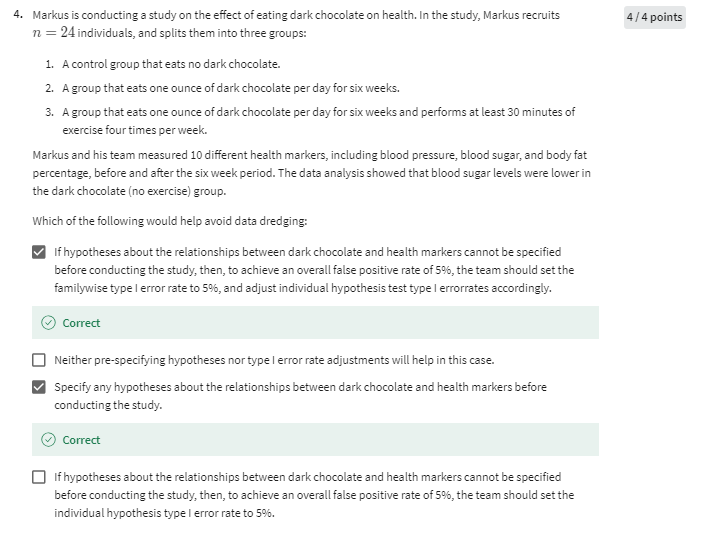 4. Markus is conducting a study on the effect of eating dark chocolate on health. In the study, Markus recruits
4 / 4 points
n = 24 individuals, and splits them into three groups:
1. A control group that eats no dark chocolate.
2. A group that eats one ounce of dark chocolate per day for six weeks.
3. A group that eats one ounce of dark chocolate per day for six weeks and performs at least 30 minutes of
exercise four times per week.
Markus and his team measured 10 different health markers, including blood pressure, blood sugar, and body fat
percentage, before and after the six week period. The data analysis showed that blood sugar levels were lower in
the dark chocolate (no exercise) group.
Which of the following would help avoid data dredging:
If hypotheses about the relationships between dark chocolate and health markers cannot be specified
before conducting the study, then, to achieve an overall false positive rate of 5%, the team should set the
familywise type I error rate to 5%, and adjust individual hypothesis test type I errorrates accordingly.
Correct
Neither pre-specifying hypotheses nor type I error rate adjustments will help in this case.
Specify any hypotheses about the relationships between dark chocolate and health markers before
conducting the study.
Correct
If hypotheses about the relationships between dark chocolate and health markers cannot be specified
before conducting the study, then, to achieve an overall false positive rate of 5%, the team should set the
individual hypothesis type I error rate to 5%.